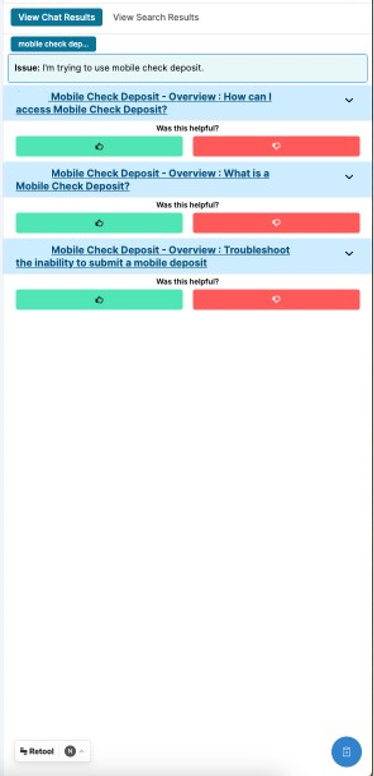 View Chat Results View Search Results
mobile check dep...
Issue: I'm trying to use mobile check deposit.
Mobile Check Deposit - Overview : How can I
access Mobile Check Deposit?
Was this helpful?
Mobile Check Deposit - Overview : What is a
Mobile Check Deposit?
Was this helpful?
Mobile Check Deposit - Overview : Troubleshoot
the inability to submit a mobile deposit
Was this helpful?
Retool N